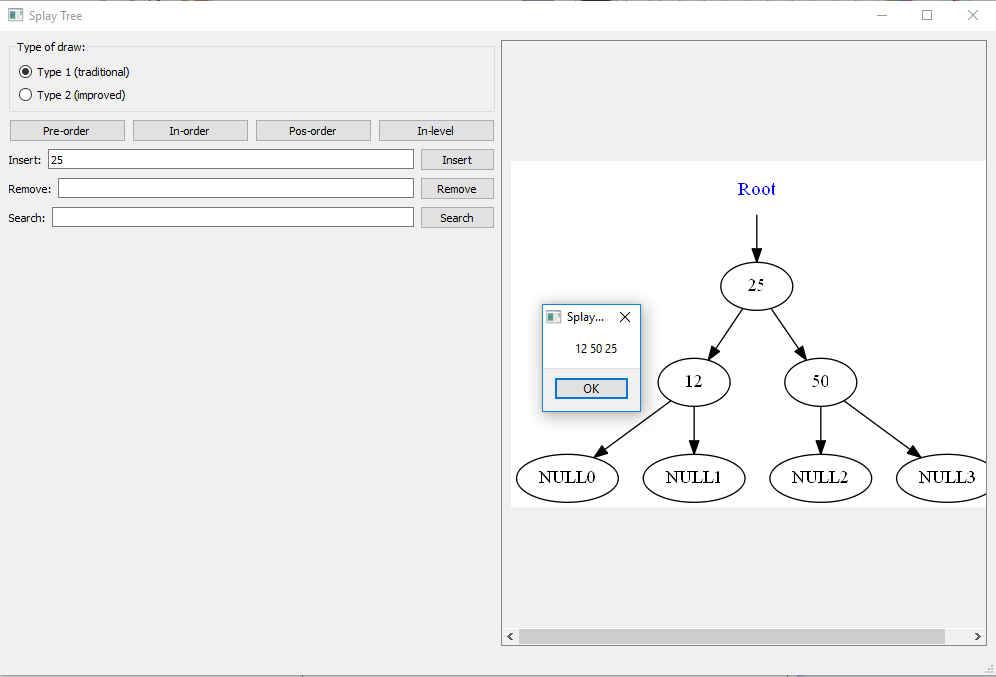 Splay Tree
Type of draw:
Type 1 (traditional)
Type 2 (improved)
Pre-order In-order Pos-order In-level
Insert: 25 Insert
Remove: Remove
Search: Search
Root
25
Splay...
12 50 25
OK
12 50
NULL0 NULL1 NULL2 NULL3